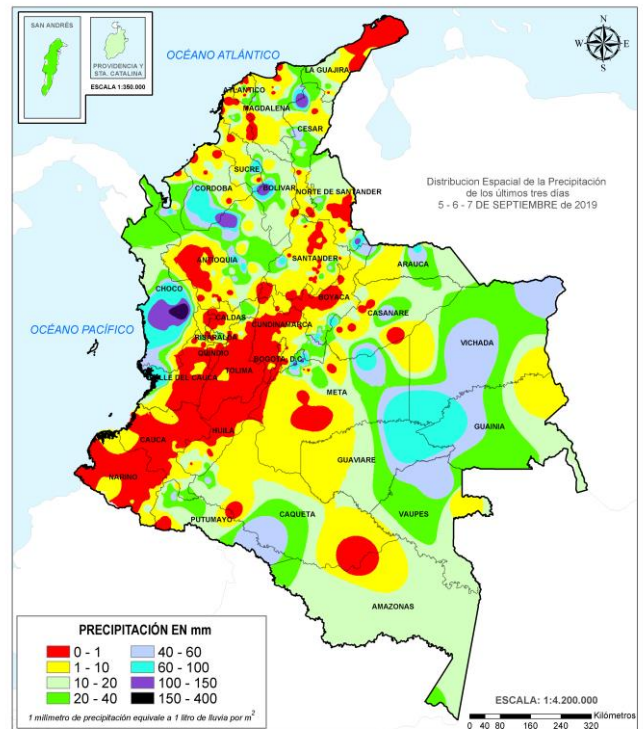 SAN ANDRÉS
PROVIDENCIA Y
STA. CATALINA
ESCALA 1:350.000
OCÉANO ATLÁNTICO
N
W
E
S
LA GUAJIRA
ATLANTICO
MAGDALENA
CESAR
SUCRE
CORDOBA
BOLIVAR
NORTE DE SANTANDER
Distribucion Espacial de la Precipitación
de los últimos tres días
5 - 6 - 7 DE SEPTIEMBRE de 2019
ANTIOQUIA
SANTANDER
ARAUCA
CHOCO
BOYACA
CASANARE
OCÉANO PACÍFICO
CALDAS
CUNDINAMARCA
RISARALDA
VICHADA
QUINDIO
BOGOTA, D.C.
TOLIMA
VALLE DEL CAUCA
META
GUAINIA
CAUCA
HUILA
GUAVIARE
NARIÑO
CAQUETA
VAUPES
PUTUMAYO
AMAZONAS
PRECIPITACIÓN EN mm
0 - 1
40 - 60
1 - 10
60 - 100
10 - 20
100 - 150
20 - 40
150 - 400
1 milimetro de precipitación equivale a 1 litro de lluvia por m2
ESCALA: 1:4.200.000
Kilómetros
0 40 80 160 240 320